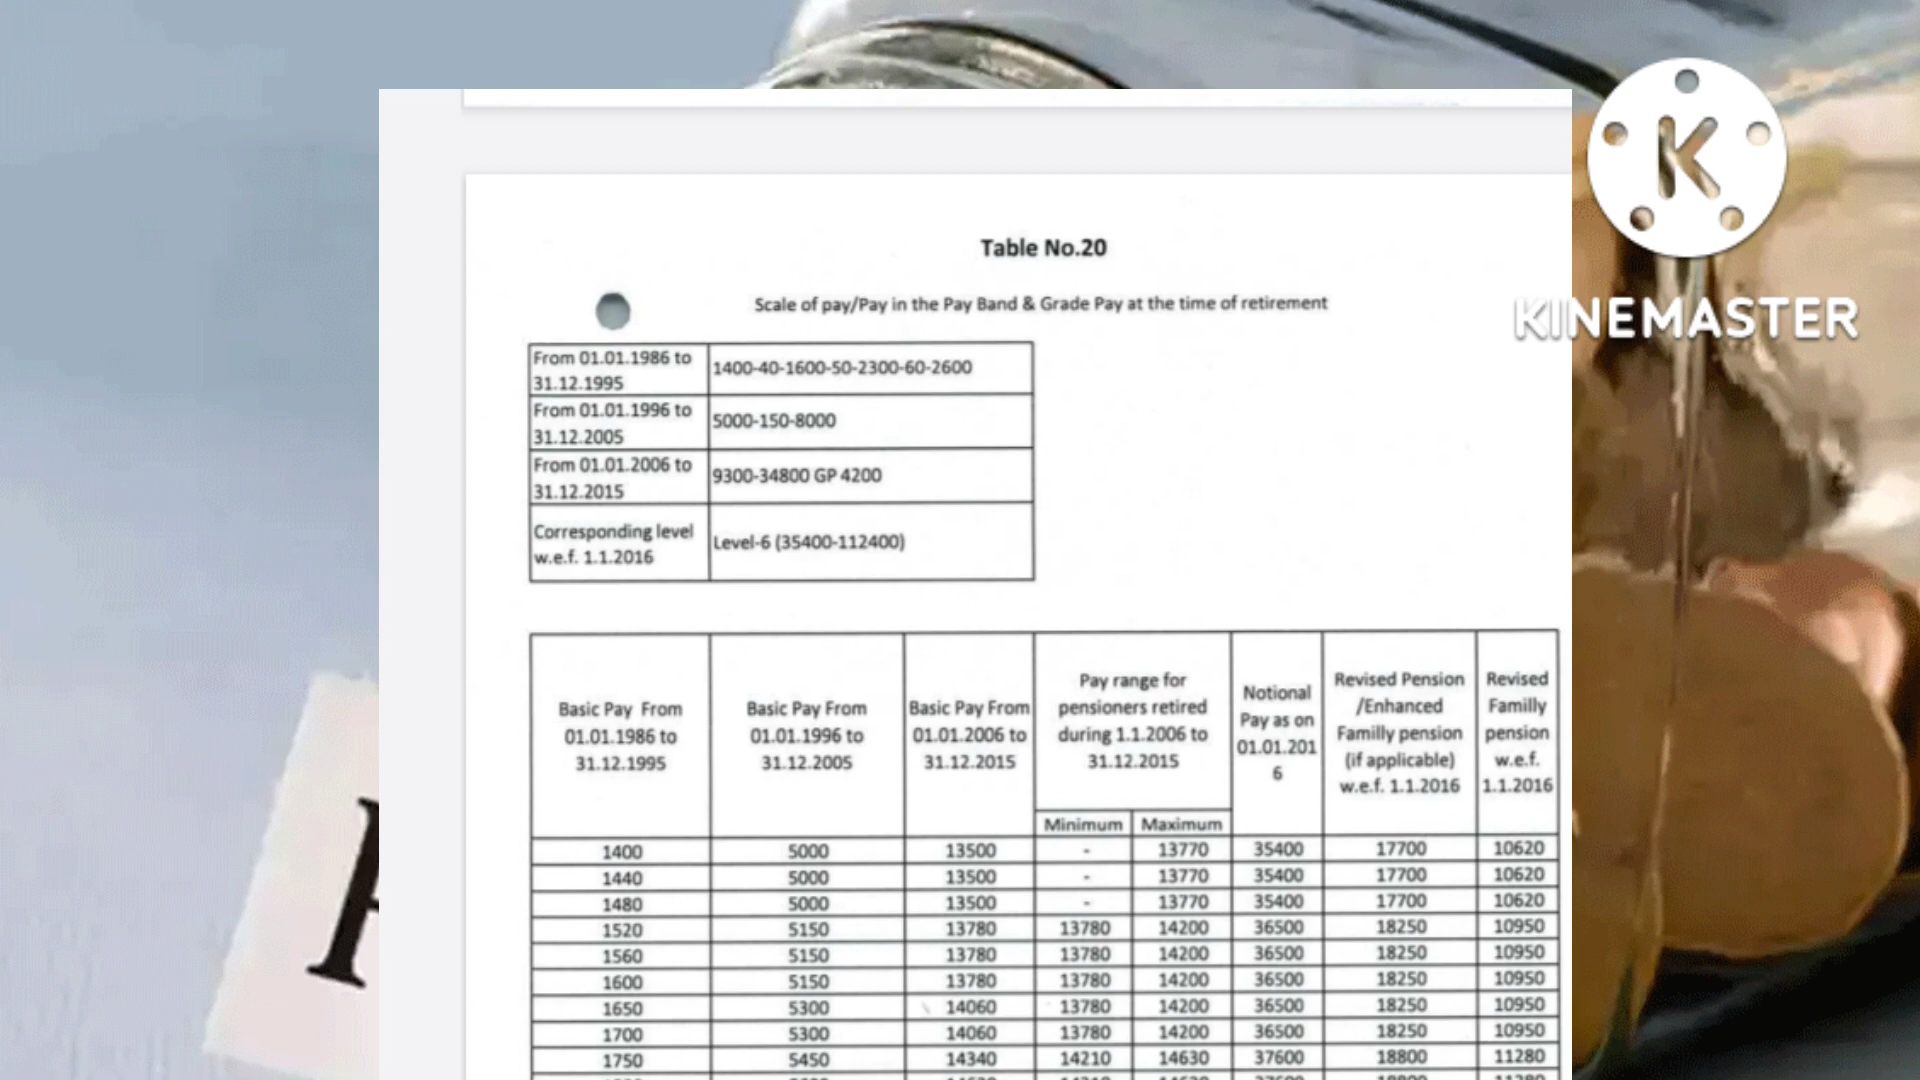 KINEMASTER
Table No.20
Scale of pay/Pay in the Pay Band & Grade Pay at the time of retirement
From 01.01.1986 to 31.12.1995 1400-40-1600-50-2300-60-2600
From 01.01.1996 to 31.12.2005 5000-150-8000
From 01.01.2006 to 31.12.2015 9300-34800 GP 4200
Corresponding level w.e.f. 1.1.2016 Level-6 (35400-112400)
Basic Pay From 01.01.1986 to 31.12.1995
Basic Pay From 01.01.1996 to 31.12.2005
Basic Pay From 01.01.2006 to 31.12.2015
Pay range for pensioners retired during 1.1.2006 to 31.12.2015
Minimum Maximum
Notional Pay as on 01.01.2016
Revised Pension /Enhanced Familly pension (if applicable) w.e.f. 1.1.2016
Revised Familly pension w.e.f. 1.1.2016
1400 5000 13500 - 13770 35400 17700 10620
1440 5000 13500 - 13770 35400 17700 10620
1480 5000 13500 - 13770 35400 17700 10620
1520 5150 13780 13780 14200 36500 18250 10950
1560 5150 13780 13780 14200 36500 18250 10950
1600 5150 13780 13780 14200 36500 18250 10950
1650 5300 14060 13780 14200 36500 18250 10950
1700 5300 14060 13780 14200 36500 18250 10950
1750 5450 14340 14210 14630 37600 18800 11280